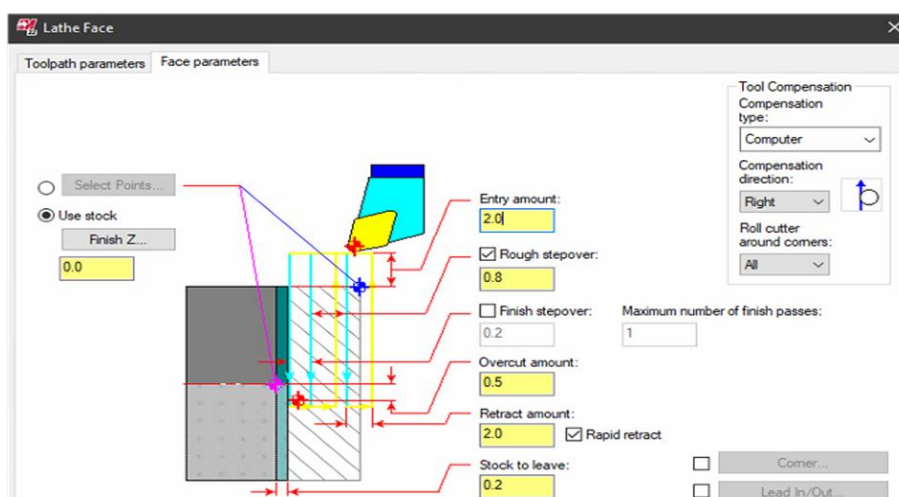 Lathe Face
Toolpath parameters Face parameters
Tool Compensation
Compensation type:
Computer
Compensation direction:
Right
Roll cutter around corners:
All
Select Points...
Use stock
Finish Z...
0.0
Entry amount:
2.0
Rough stepover:
0.8
Finish stepover: Maximum number of finish passes:
0.2 1
Overcut amount:
0.5
Retract amount:
2.0 Rapid retract
Stock to leave:
0.2
Corner...
Lead In/Out...